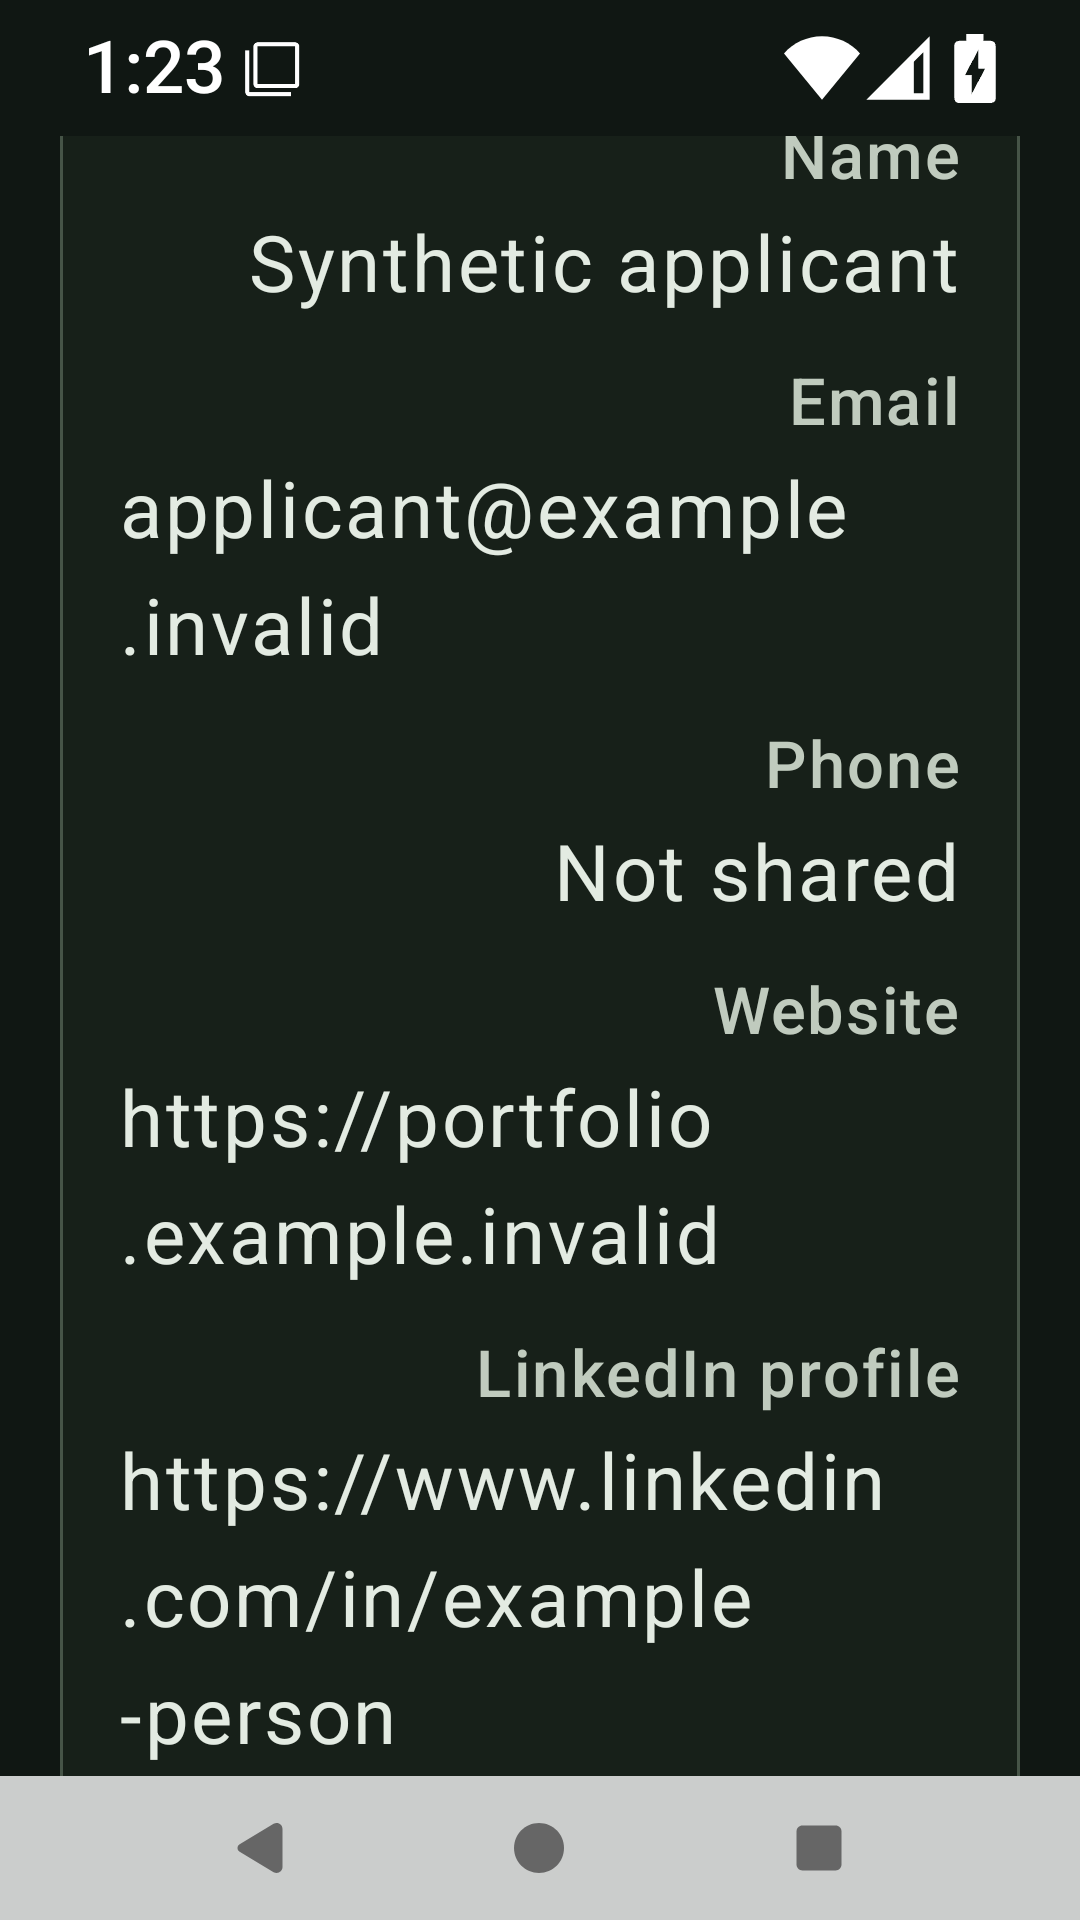 1:23
Name
Synthetic applicant
Email
applicant@example
.invalid
Phone
Not shared
Website
https://portfolio
.example.invalid
LinkedIn profile
https://www.linkedin
.com/in/example
-person